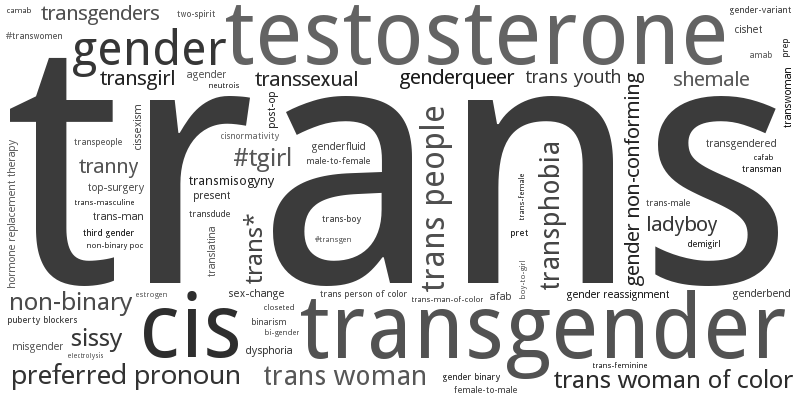 camab
transgenders
two-spirit
testosterone
gender-variant
#transwomen
gender
cishet
prep
amab
transgirl
agender
neutrois
transsexual
genderqueer
trans youth
shemale
transwoman
trans
post-op
cissexism
cisnormativity
transpeople
genderfluid
#tgirl
male-to-female
tranny
trans people
transphobia
gender non-conforming
transgendered
cafab
transman
hormone replacement therapy
top-surgery
transmisogyny
present
trans-masculine
trans-man
transdude
trans-boy
trans-female
trans-male
third gender
non-binary poc
translatina
trans*
#transgen
pret
ladyboy
demigirl
boy-to-girl
non-binary
estrogen
sex-change
trans person of color
trans-man-of-color
afab
gender reassignment
genderbend
closeted
puberty blockers
cis
binarism
bi-gender
transgender
misgender
sissy
electrolysis
dysphoria
trans-feminine
preferred pronoun
trans woman
gender binary
female-to-male
trans woman of color